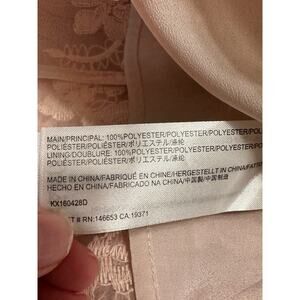 MAIN/PRINCIPAL: 100%POLYESTER/POLYESTER/POLYESTER/
POLIÉSTER/POLIÉSTER/ポリエステル/涤纶
LINING/DOUBLURE: 100%POLYESTER/POLYESTER/
POLIÉSTER/POLIÉSTER/ポリエステル/涤纶
MADE IN CHINA/FABRIQUÉ EN CHINE/HERGESTELLT IN CHINA/FATTO
HECHO EN CHINA/FABRICADO NA CHINA/中国製/中国制造
KX160428D
# RN:146653 CA:19371